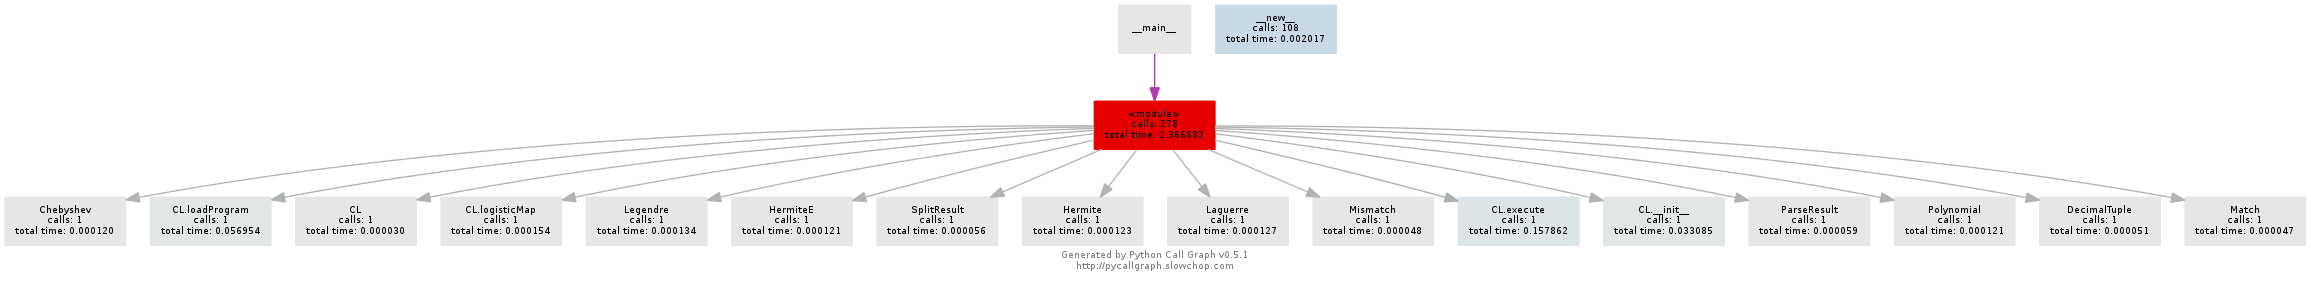 __main__
__new__
calls: 108
total time: 0.002017
<module>
calls: 278
total time: 2.366682
Chebyshev
calls: 1
total time: 0.000120
CL.loadProgram
calls: 1
total time: 0.056954
CL
calls: 1
total time: 0.000030
CL.logisticMap
calls: 1
total time: 0.000154
Legendre
calls: 1
total time: 0.000134
HermiteE
calls: 1
total time: 0.000121
SplitResult
calls: 1
total time: 0.000056
Hermite
calls: 1
total time: 0.000123
Laguerre
calls: 1
total time: 0.000127
Mismatch
calls: 1
total time: 0.000048
CL.execute
calls: 1
total time: 0.157862
CL.__init__
calls: 1
total time: 0.033085
ParseResult
calls: 1
total time: 0.000059
Polynomial
calls: 1
total time: 0.000121
DecimalTuple
calls: 1
total time: 0.000051
Match
calls: 1
total time: 0.000047
Generated by Python Call Graph v0.5.1
http://pycallgraph.slowchop.com